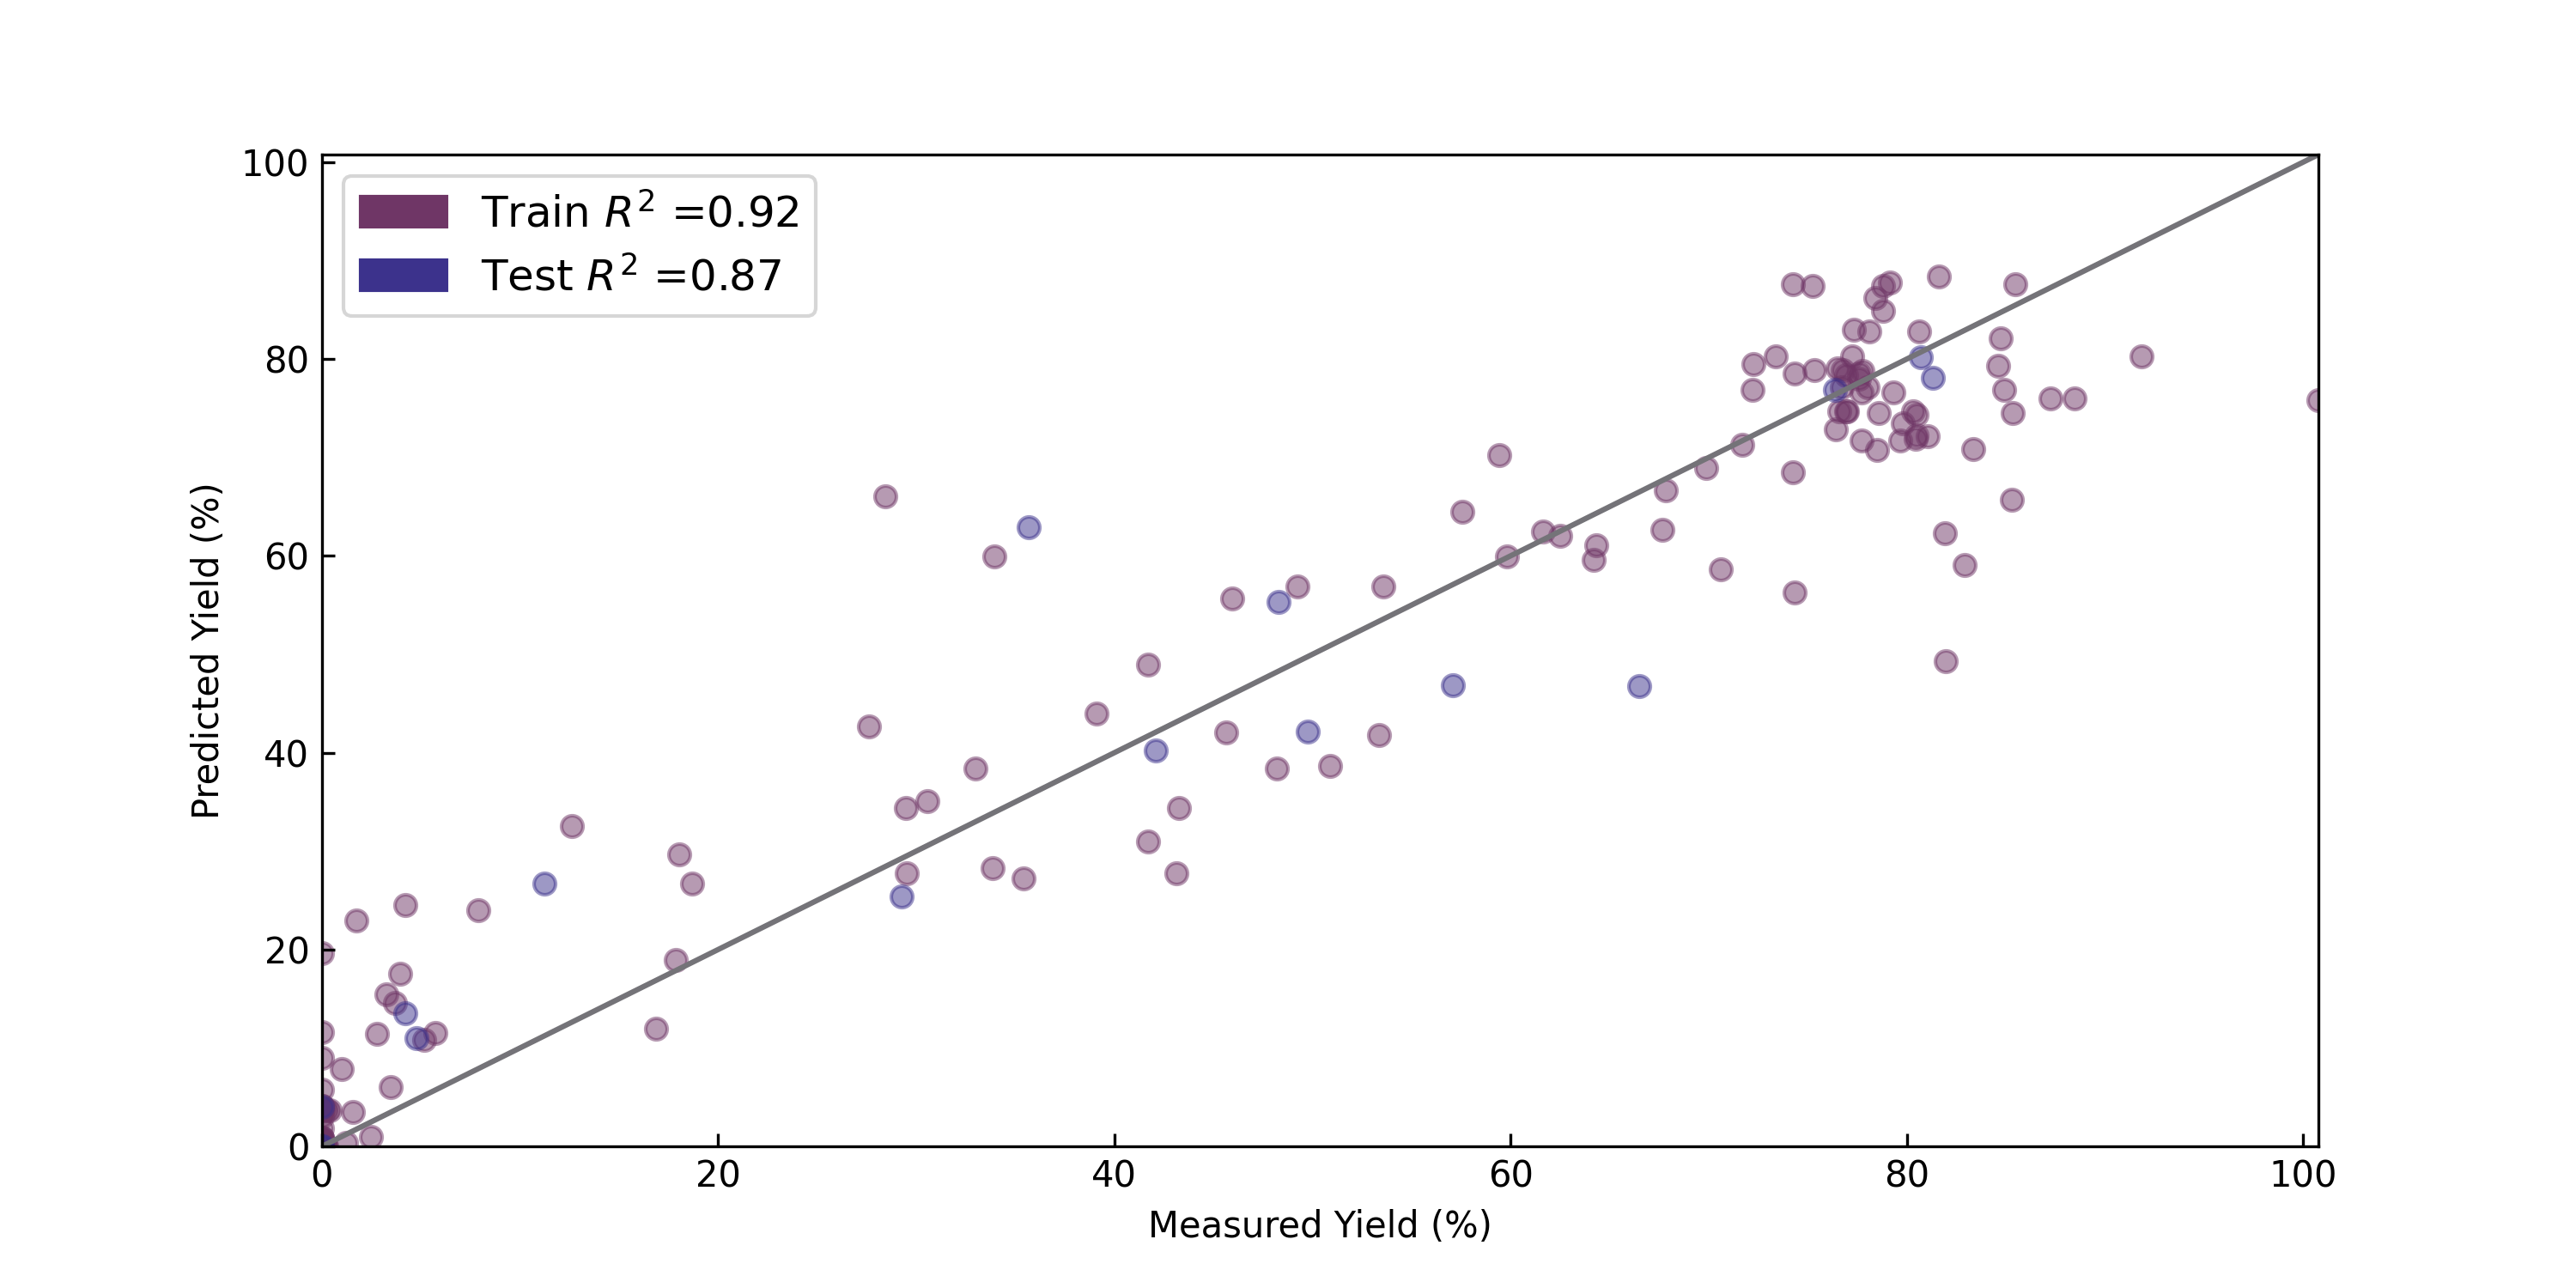 100
80
60
40
20
0
Predicted Yield (%)
Train R² =0.92
Test R² =0.87
0 20 40 60 80 100
Measured Yield (%)